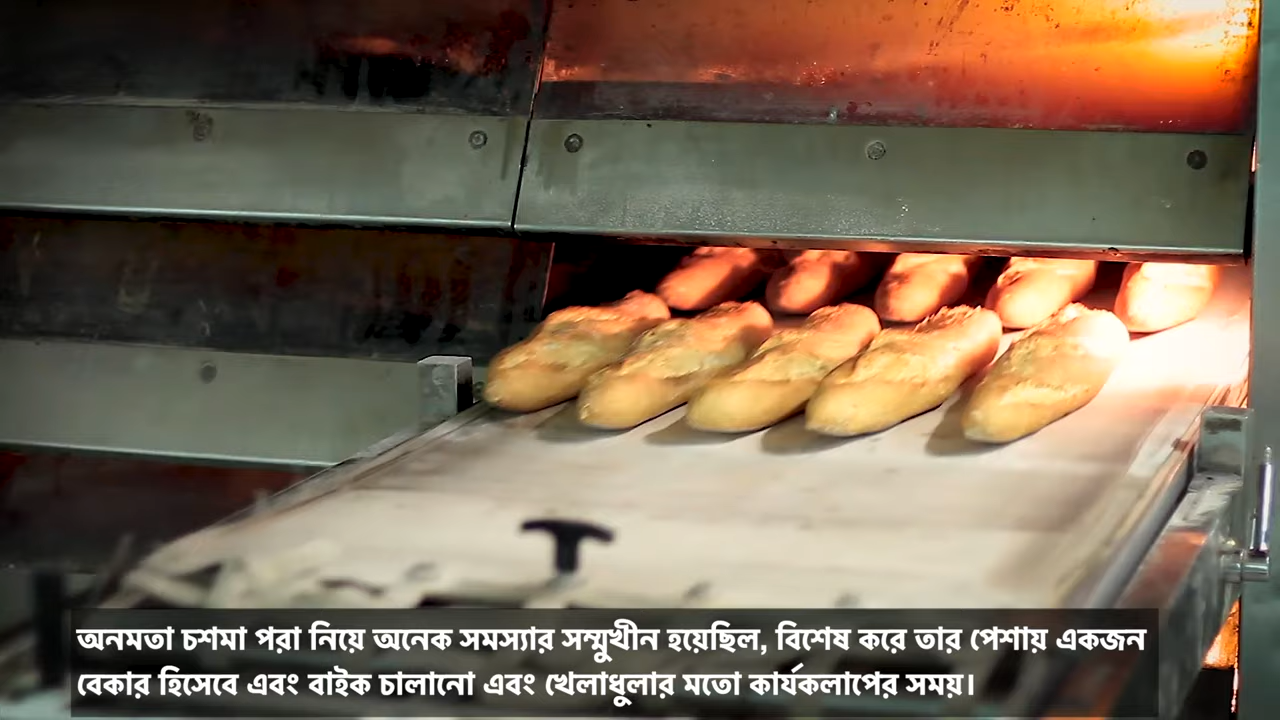 অনমতা চশমা পরা নিয়ে অনেক সমস্যার সম্মুখীন হয়েছিল, বিশেষ করে তার পেশায় একজন
বেকার হিসেবে এবং বাইক চালানো এবং খেলাধুলার মতো কার্যকলাপের সময়।